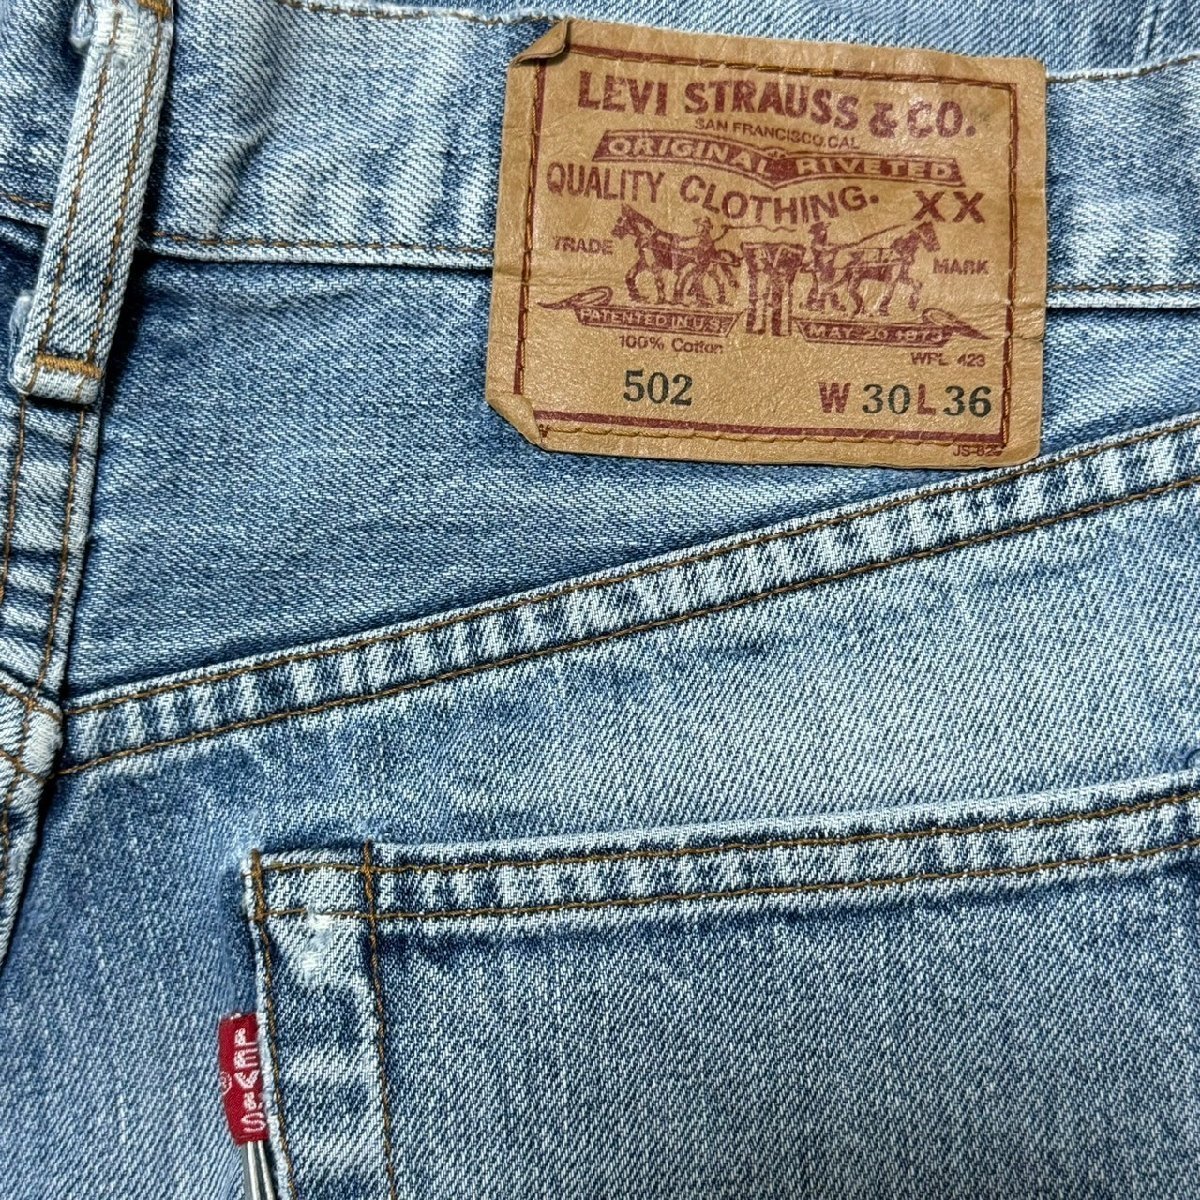 LEVI STRAUSS & CO.
SAN FRANCISCO, CAL
ORIGINAL RIVETED
QUALITY CLOTHING. XX
TRADE MARK
PATENTED IN U.S. MAY 20 1873
100% Cotton
WPL 423
502 W 30 L 36
LEVI'S
®